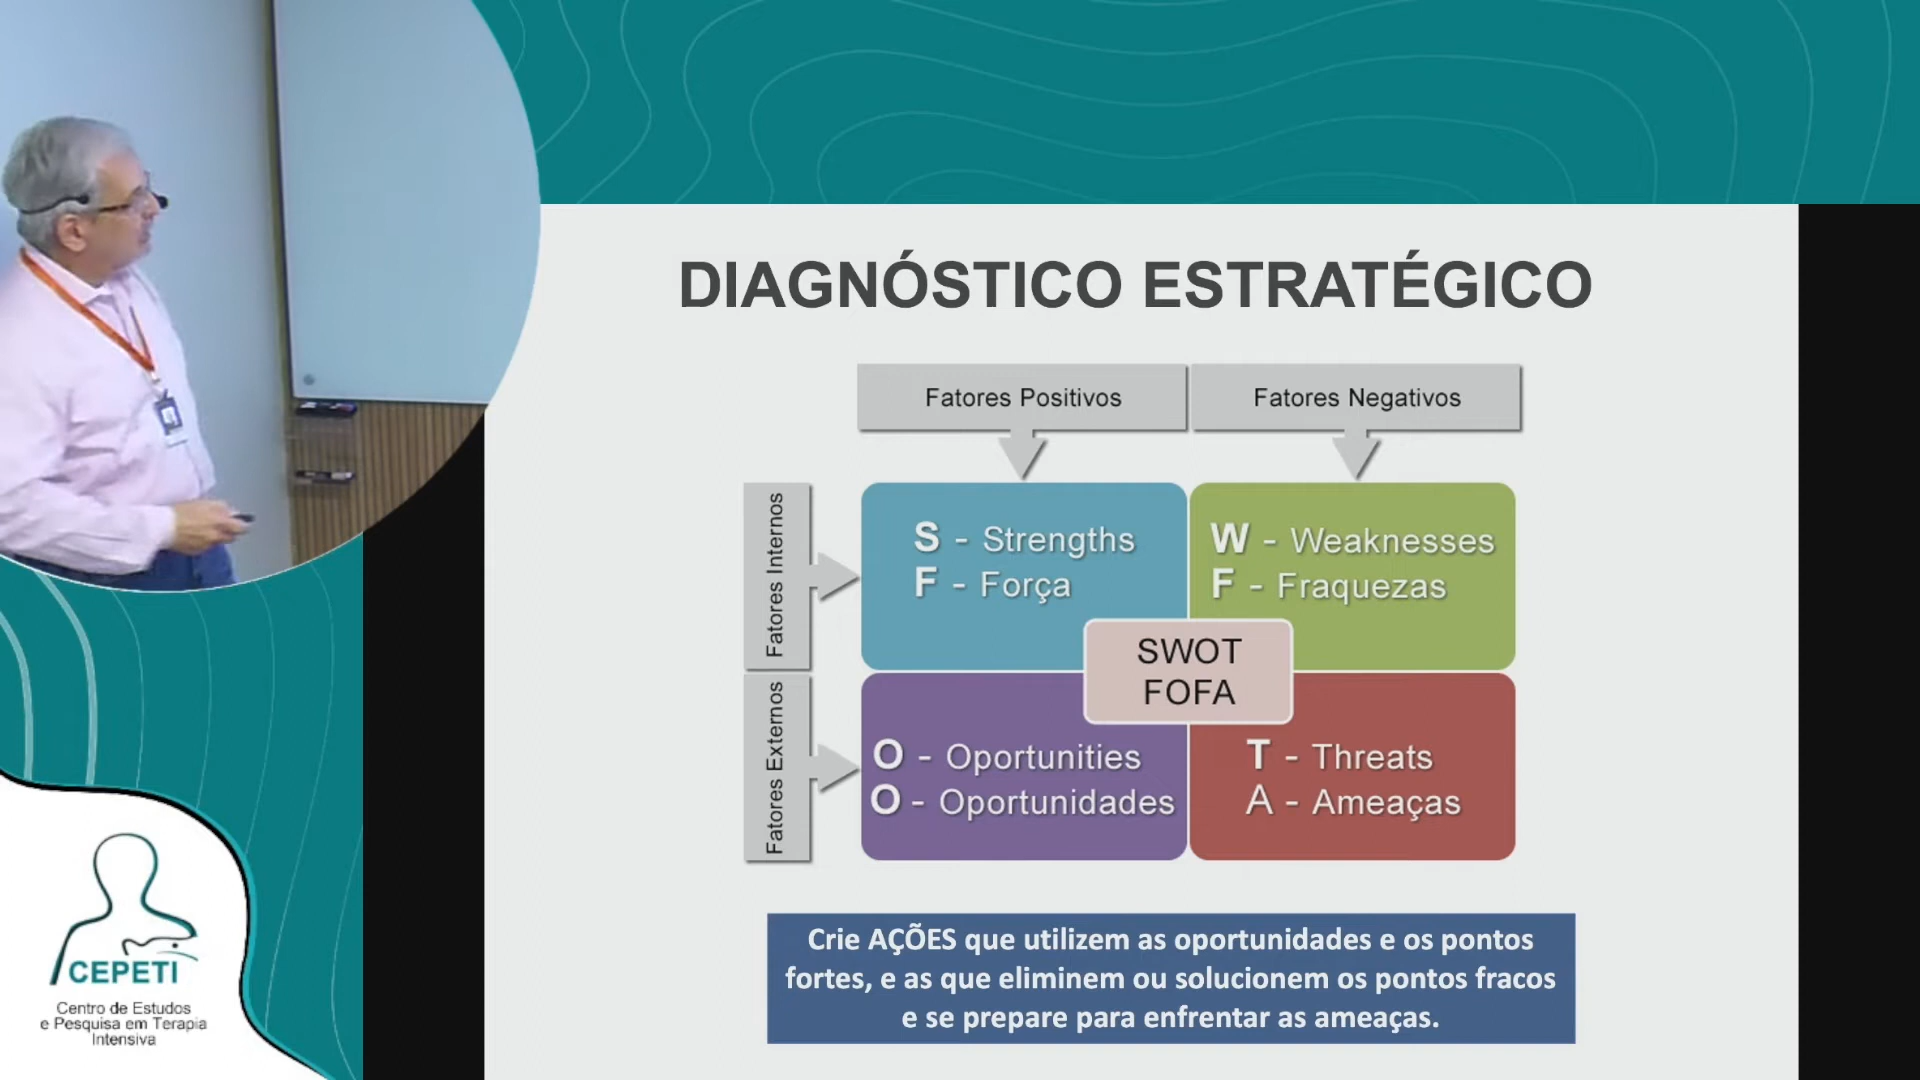 DIAGNÓSTICO ESTRATÉGICO
Fatores Positivos
Fatores Negativos
Fatores Internos
S - Strengths
F - Força
W - Weaknesses
F - Fraquezas
SWOT
FOFA
Fatores Externos
O - Oportunities
O - Oportunidades
T - Threats
A - Ameaças
Crie AÇÕES que utilizem as oportunidades e os pontos
fortes, e as que eliminem ou solucionem os pontos fracos
e se prepare para enfrentar as ameaças.
CEPETI
Centro de Estudos
e Pesquisa em Terapia
Intensiva